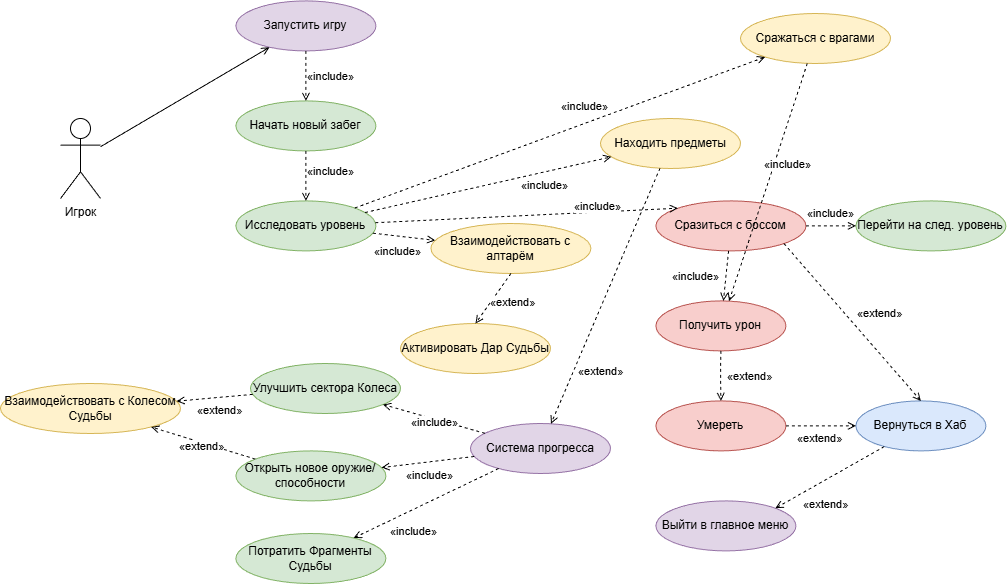 Запустить игру
Сражаться с врагами
«include»
«include»
Начать новый забег
Находить предметы
«include»
«include»
«include»
Игрок
«include»
«include»
Исследовать уровень
Сразиться с боссом
Перейти на след. уровень
«include»
Взаимодействовать с
алтарём
«include»
«extend»
«extend»
Получить урон
Активировать Дар Судьбы
«extend»
«extend»
Улучшить сектора Колеса
Взаимодействовать с Колесом
Судьбы
«extend»
«include»
Умереть
Вернуться в Хаб
«extend»
«extend»
Система прогресса
Открыть новое оружие/
способности
«include»
«extend»
Выйти в главное меню
«include»
Потратить Фрагменты
Судьбы